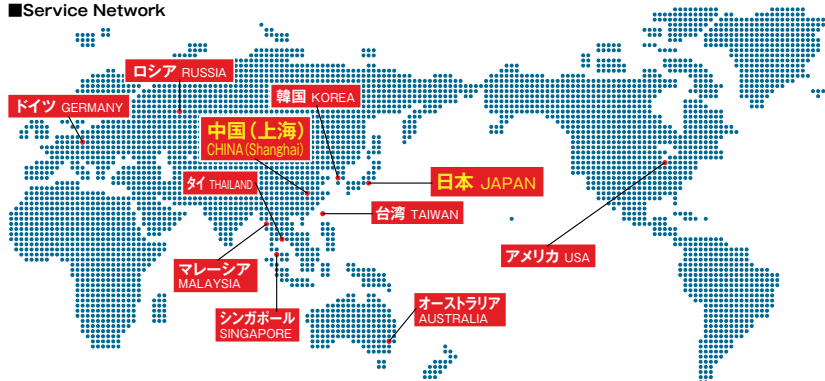 ■Service Network
ロシア RUSSIA
韓国 KOREA
ドイツ GERMANY
中国(上海)
CHINA(Shanghai)
タイ THAILAND
日本 JAPAN
台湾 TAIWAN
アメリカ USA
マレーシア
MALAYSIA
シンガポール
SINGAPORE
オーストラリア
AUSTRALIA